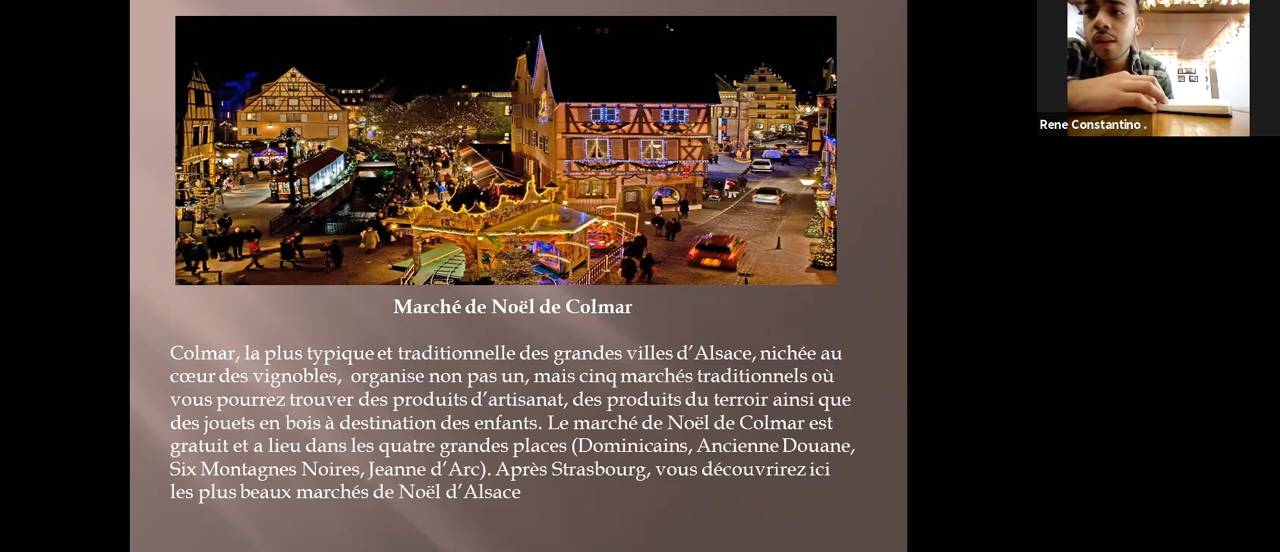 Rene Constantino .
Marché de Noël de Colmar
Colmar, la plus typique et traditionnelle des grandes villes d’Alsace, nichée au
cœur des vignobles, organise non pas un, mais cinq marchés traditionnels où
vous pourrez trouver des produits d’artisanat, des produits du terroir ainsi que
des jouets en bois à destination des enfants. Le marché de Noël de Colmar est
gratuit et a lieu dans les quatre grandes places (Dominicains, Ancienne Douane,
Six Montagnes Noires, Jeanne d’Arc). Après Strasbourg, vous découvrirez ici
les plus beaux marchés de Noël d’Alsace